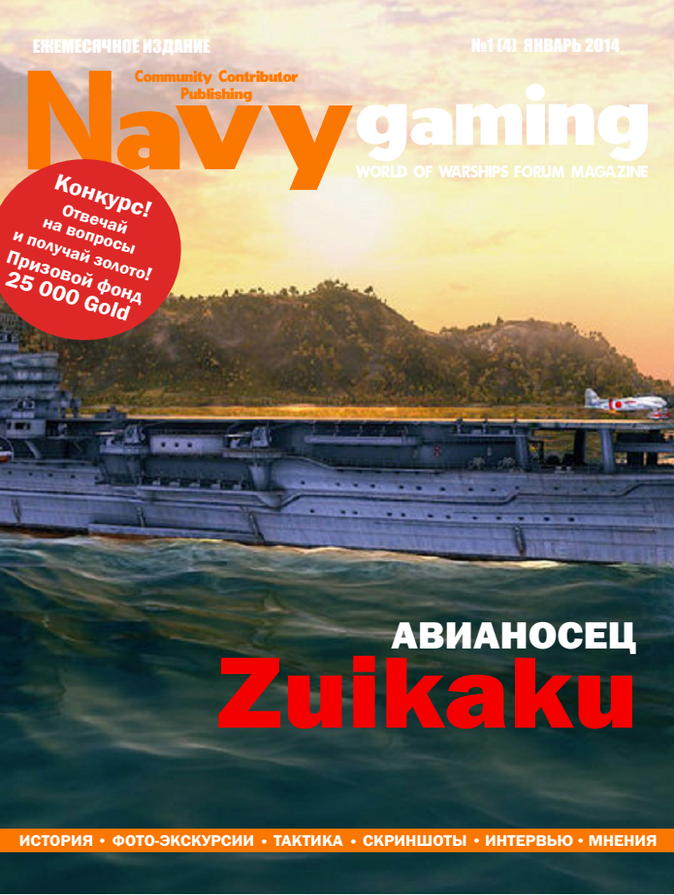 ЕЖЕМЕСЯЧНОЕ ИЗДАНИЕ
№1 (4) ЯНВАРЬ 2014
Community Contributor
Publishing
Navy gaming
WORLD OF WARSHIPS FORUM MAGAZINE
Конкурс!
Отвечай
на вопросы
и получай золото!
Призовой фонд
25 000 Gold
АВИАНОСЕЦ
Zuikaku
ИСТОРИЯ • ФОТО-ЭКСКУРСИИ • ТАКТИКА • СКРИНШОТЫ • ИНТЕРВЬЮ • МНЕНИЯ